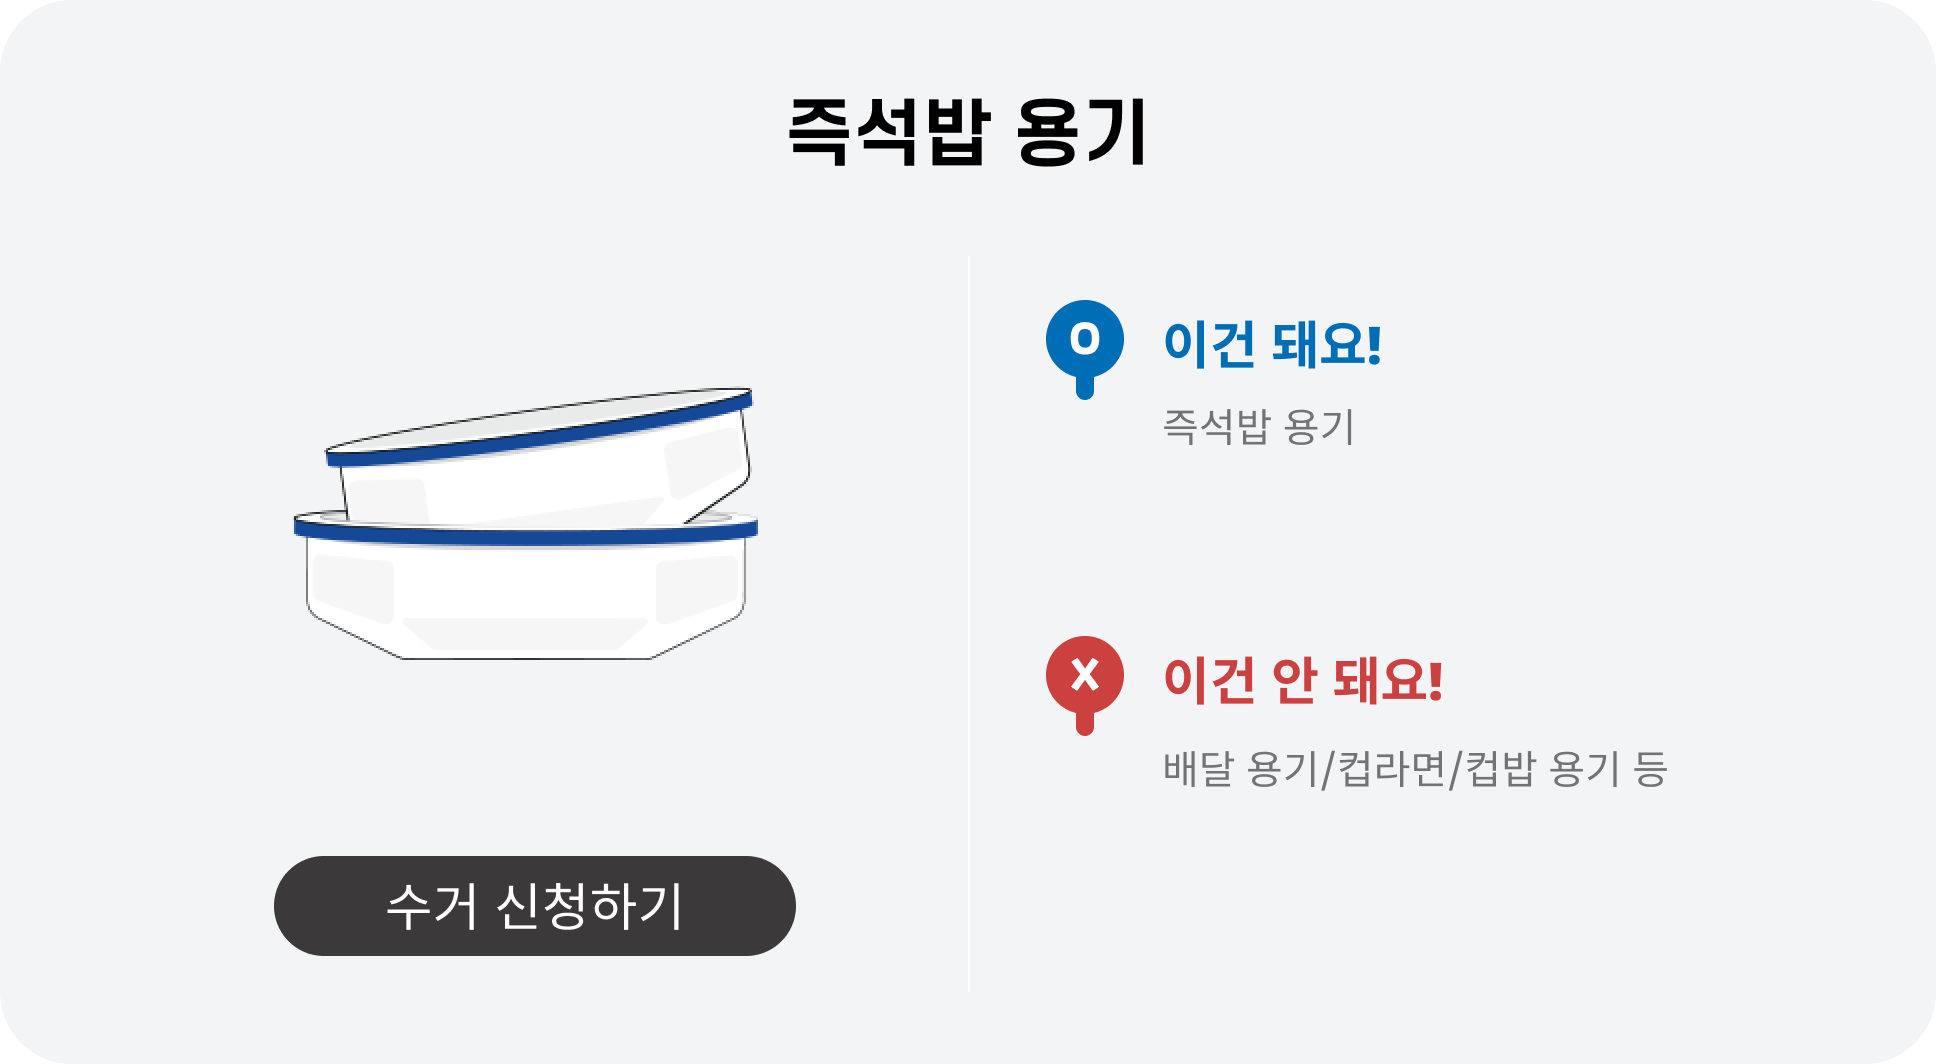 즉석밥 용기
O 이건 돼요!
즉석밥 용기
X 이건 안 돼요!
배달 용기/컵라면/컵밥 용기 등
수거 신청하기